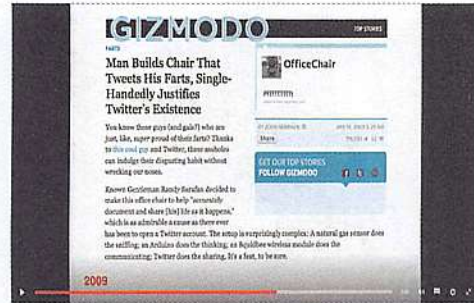 GIZMODO
TOP STORIES
FARTS
Man Builds Chair That
Tweets His Farts, Single-
Handedly Justifies
Twitter's Existence
You know those guys (and gals?) who are
just, like, super proud of their farts? Thanks
to this cool guy and Twitter, those assholes
can indulge their disgusting habit without
wrecking our noses.
Known Gentleman Randy Sarafan decided to
make this office chair to help "accurately
document and share [his] life as it happens,"
which is as admirable a cause as there ever
has been to open a Twitter account. The setup is surprisingly complex: A natural gas sensor does
the sniffing; an Arduino does the thinking; an Squidbee wireless module does the
communicating; Twitter does the sharing. It's a feat, to be sure.
OfficeChair
Share
GET OUR TOP STORIES
FOLLOW GIZMODO
2009